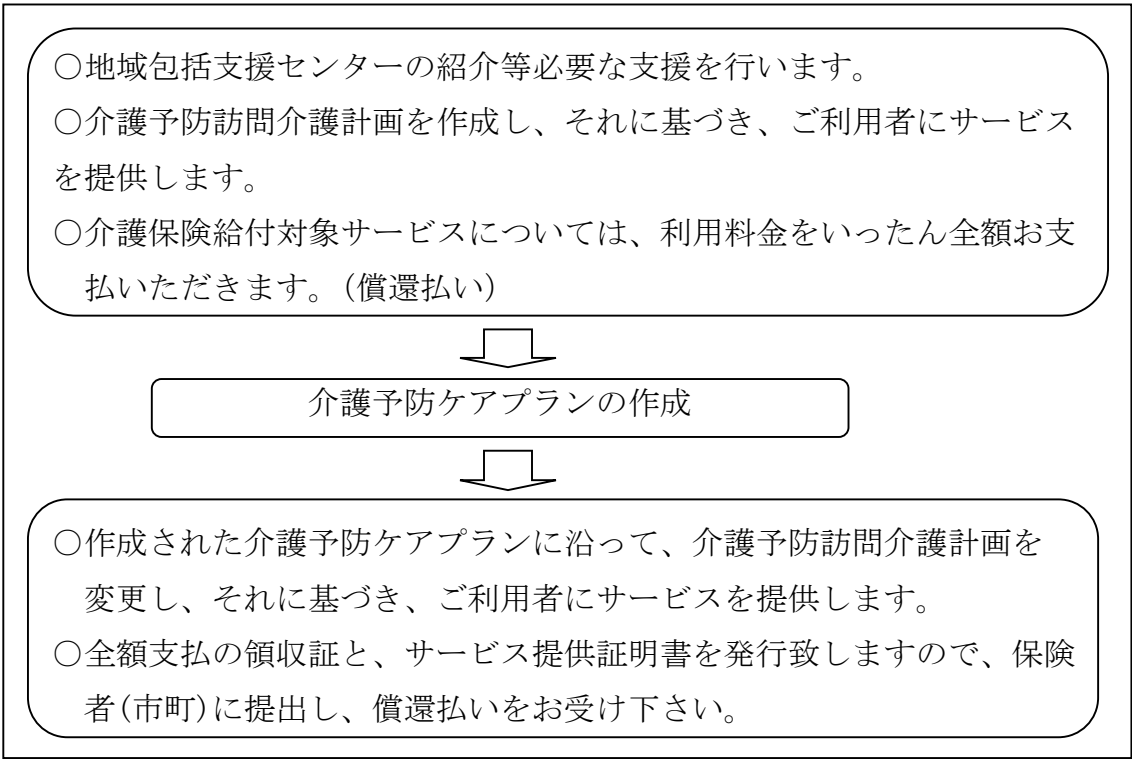 ○地域包括支援センターの紹介等必要な支援を行います。
○介護予防訪問介護計画を作成し、それに基づき、ご利用者にサービス
を提供します。
○介護保険給付対象サービスについては、利用料金をいったん全額お支
払いただきます。(償還払い)
介護予防ケアプランの作成
○作成された介護予防ケアプランに沿って、介護予防訪問介護計画を
変更し、それに基づき、ご利用者にサービスを提供します。
○全額支払の領収証と、サービス提供証明書を発行致しますので、保険
者(市町)に提出し、償還払いをお受け下さい。